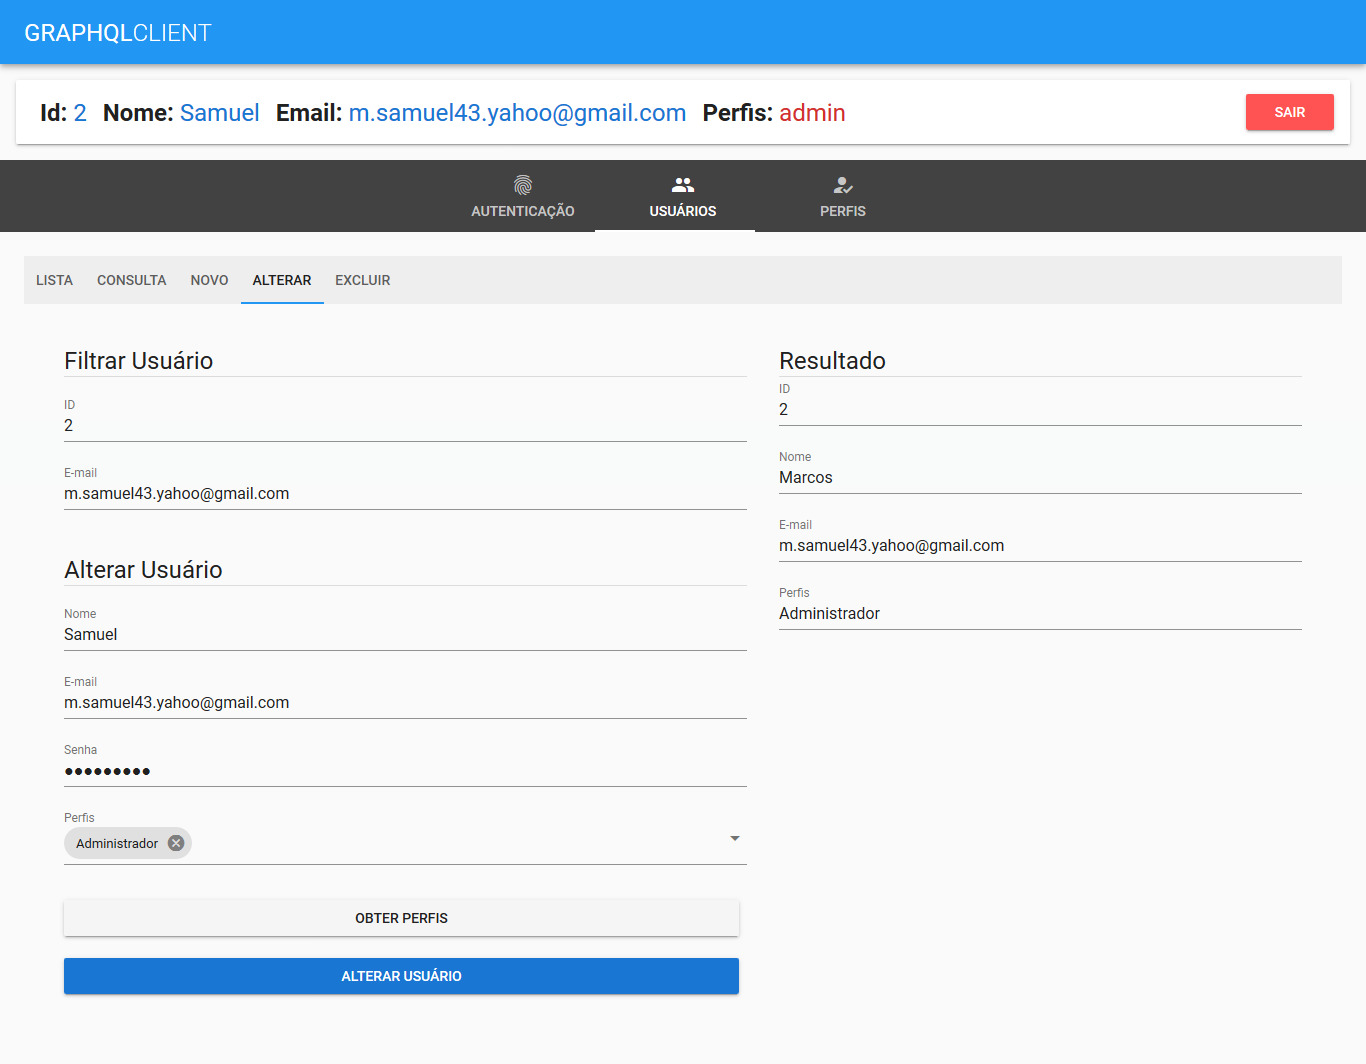 GRAPHQLCLIENT
Id: 2 Nome: Samuel Email: m.samuel43.yahoo@gmail.com Perfis: admin
SAIR
AUTENTICAÇÃO USUÁRIOS PERFIS
LISTA CONSULTA NOVO ALTERAR EXCLUIR
Filtrar Usuário
ID
2
E-mail
m.samuel43.yahoo@gmail.com
Alterar Usuário
Nome
Samuel
E-mail
m.samuel43.yahoo@gmail.com
Senha
•••••••••
Perfis
Administrador
OBTER PERFIS
ALTERAR USUÁRIO
Resultado
ID
2
Nome
Marcos
E-mail
m.samuel43.yahoo@gmail.com
Perfis
Administrador